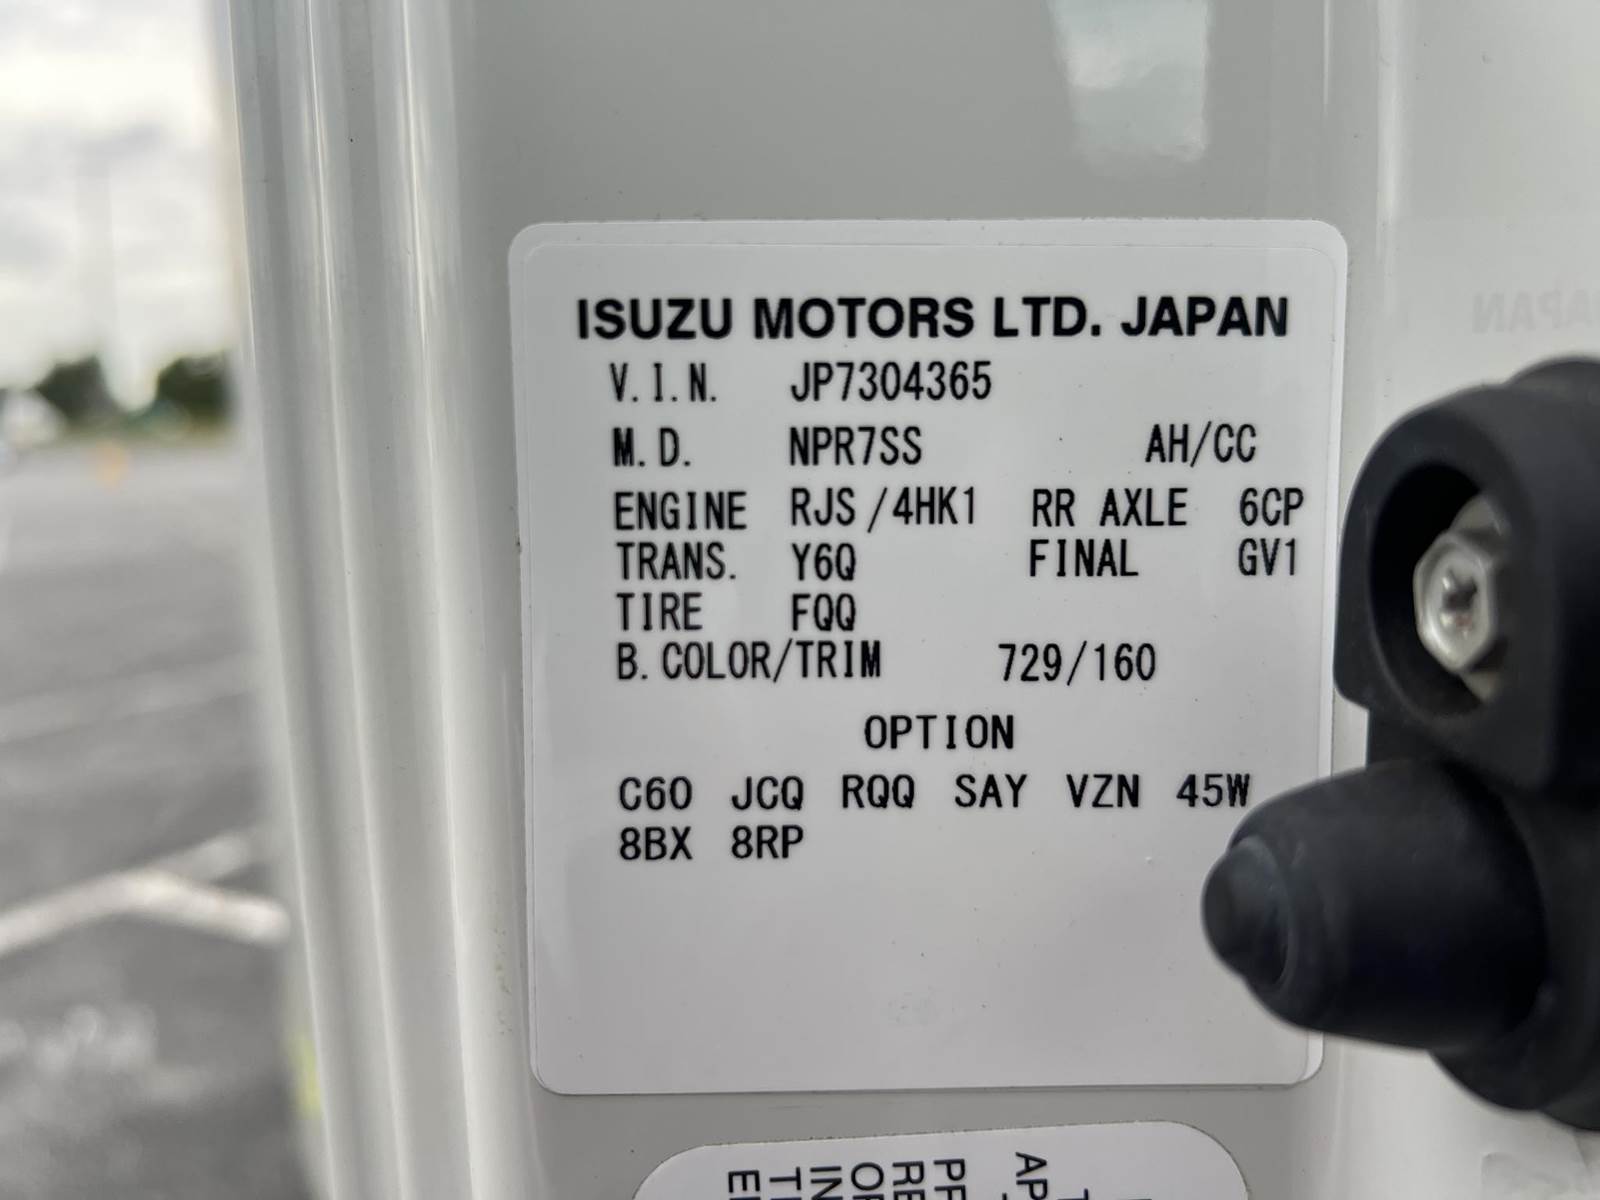 ISUZU MOTORS LTD. JAPAN
V.I.N. JP7304365
M.D. NPR7SS AH/CC
ENGINE RJS/4HK1 RR AXLE 6CP
TRANS. Y6Q FINAL GV1
TIRE FQQ
B.COLOR/TRIM 729/160
OPTION
C60 JCQ RQQ SAY VZN 45W
8BX 8RP
JAPAN